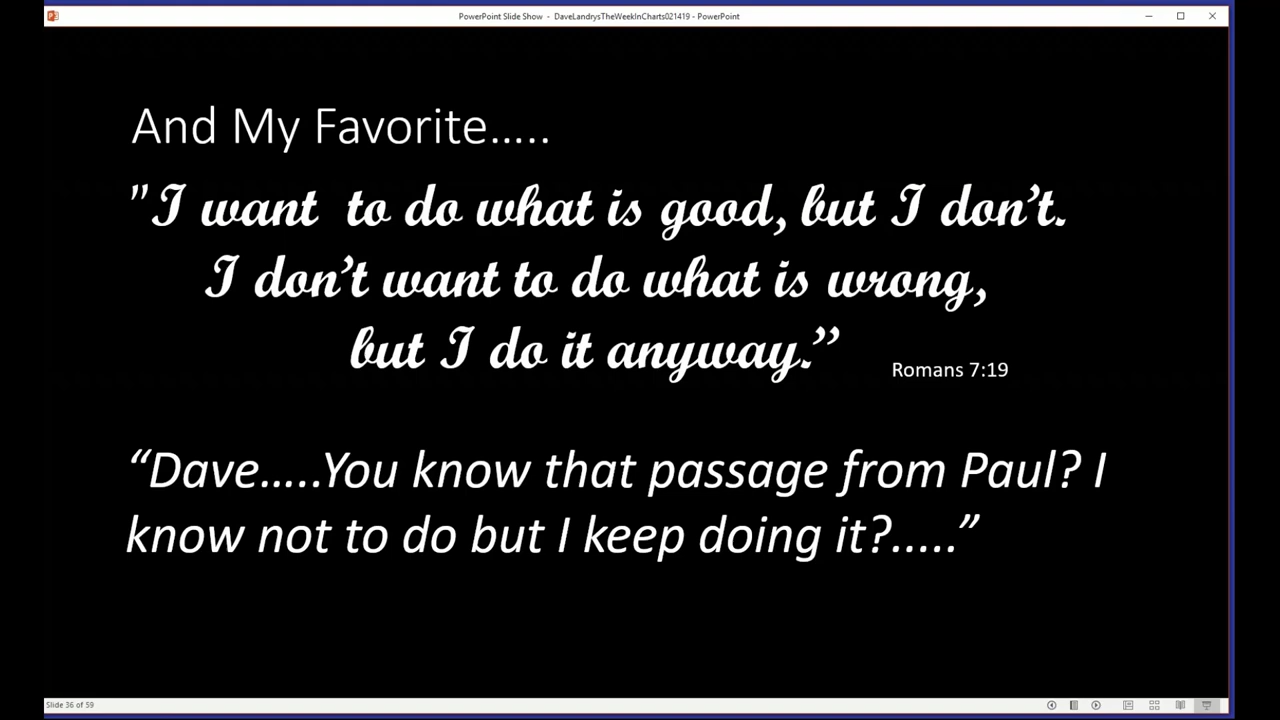 PowerPoint Slide Show - DaveLandrysTheWeekInCharts021419 - PowerPoint
And My Favorite…..
"I want to do what is good, but I don’t.
I don’t want to do what is wrong,
but I do it anyway.”
Romans 7:19
“Dave…..You know that passage from Paul? I
know not to do but I keep doing it?.....”
Slide 36 of 59